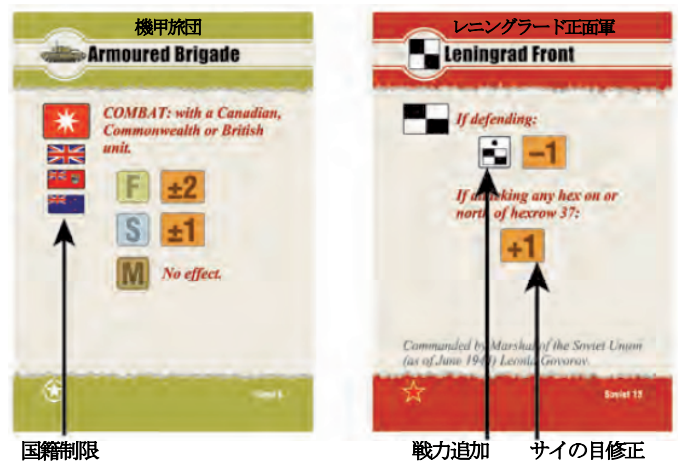 機甲旅団
Armoured Brigade
COMBAT: with a Canadian,
Commonwealth or British
unit.
F ±2
S ±1
M No effect.
国籍制限
レニングラード正面軍
Leningrad Front
If defending:
−1
If attacking any hex on or
north of hexrow 37:
+1
Commanded by Marshal of the Soviet Union
(as of June 1944) Leonid Govorov.
Soviet 15
戦力追加
サイの目修正